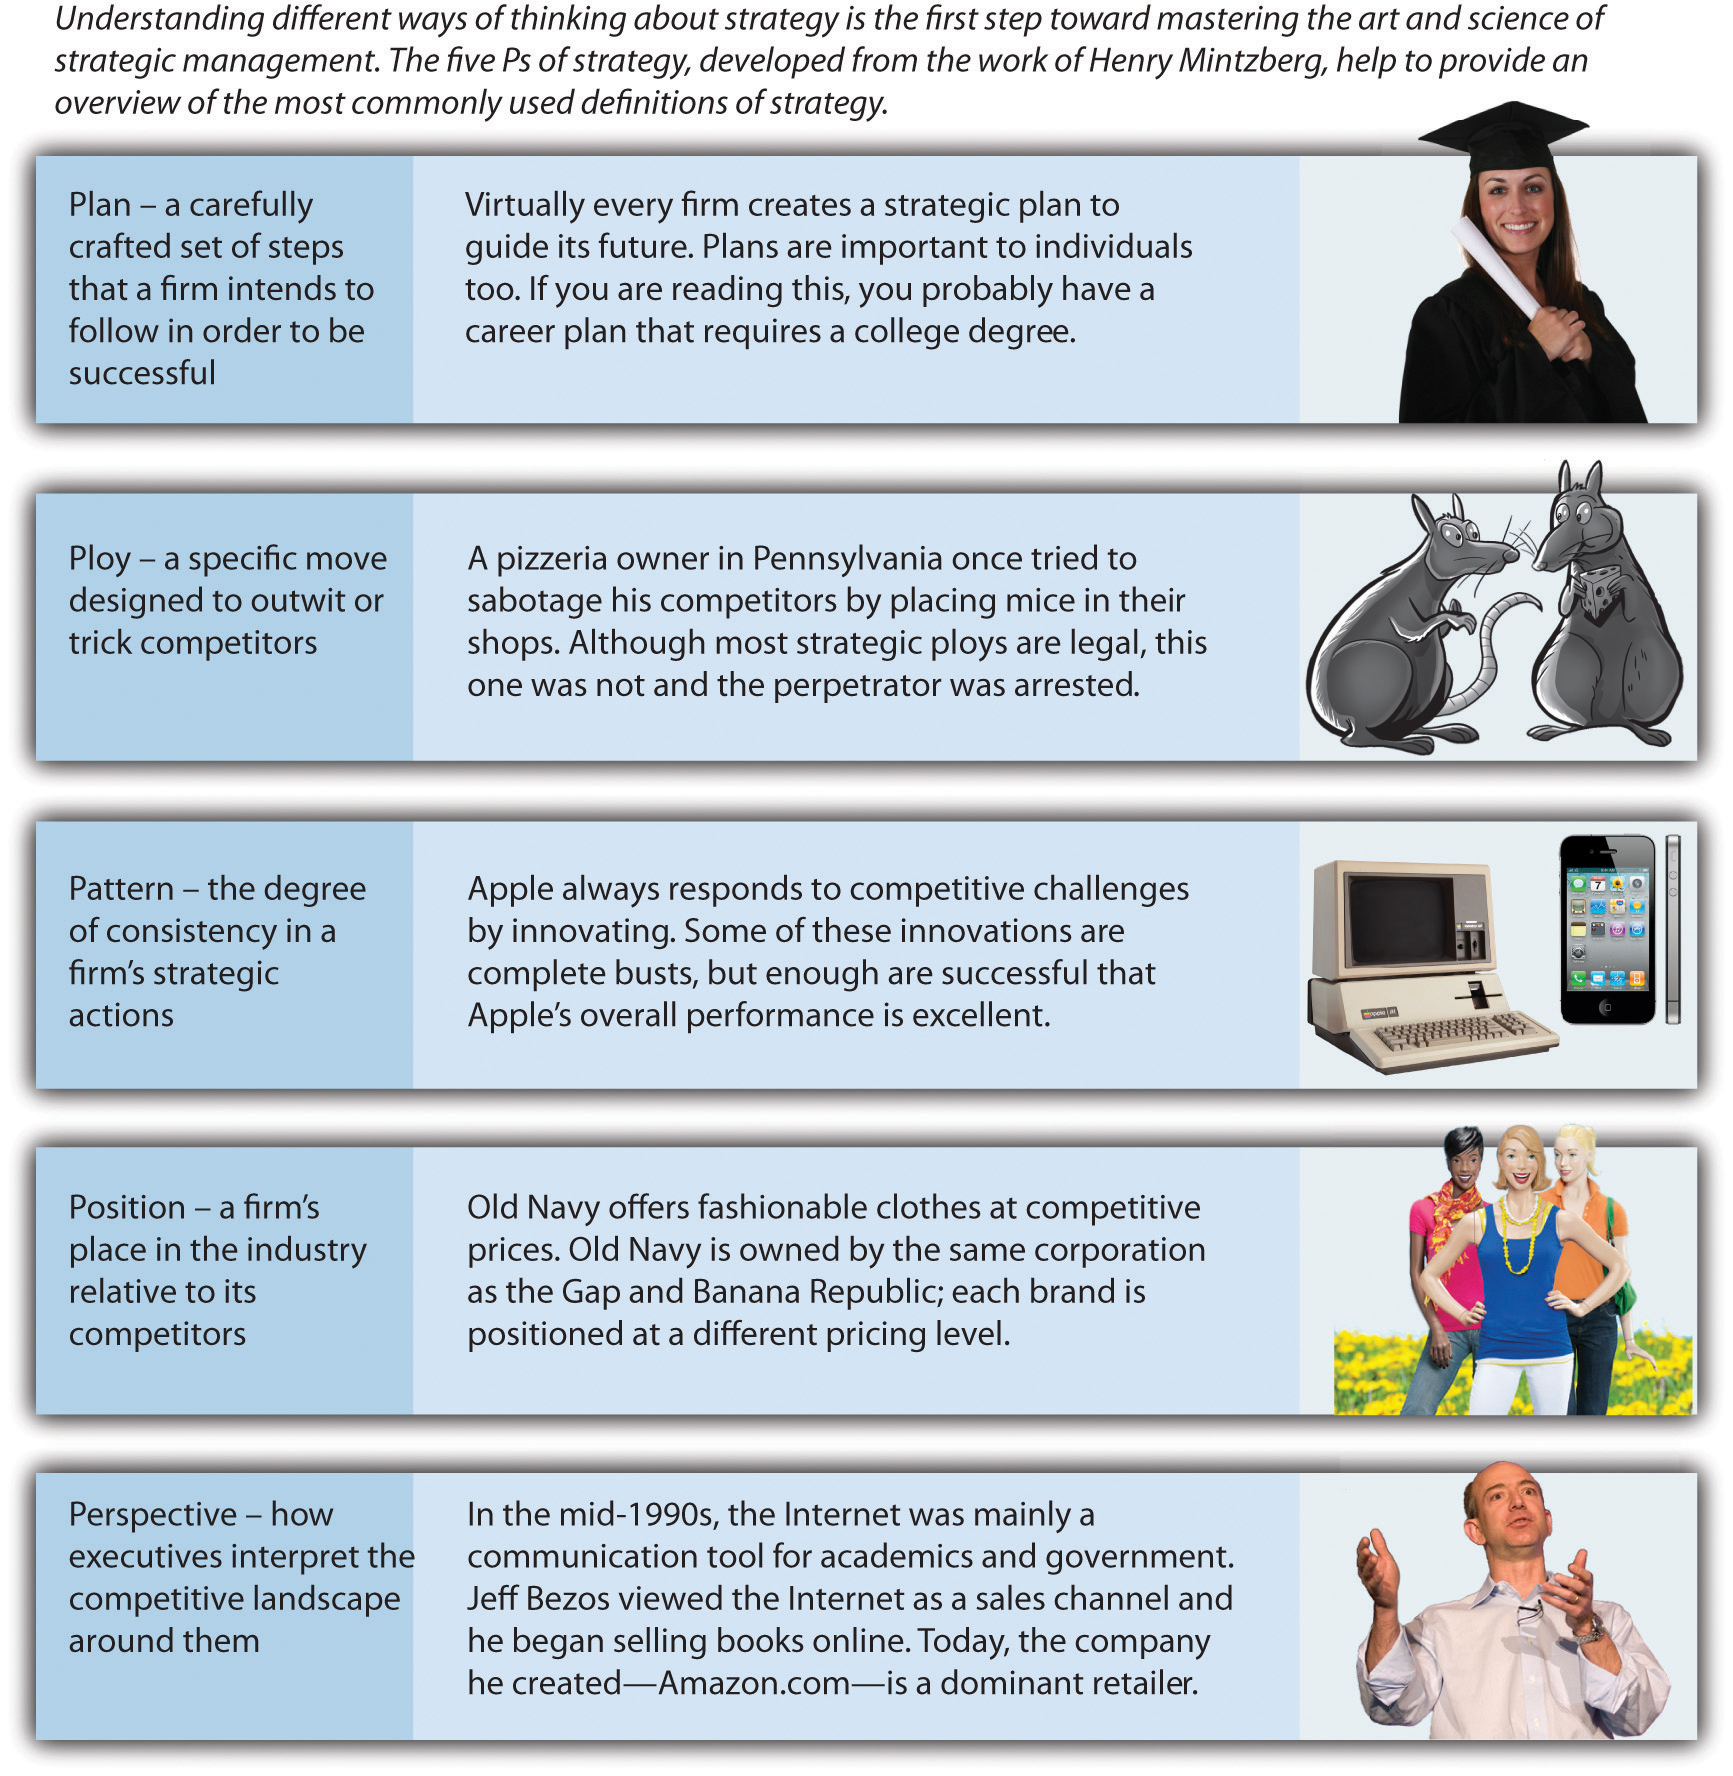 Understanding different ways of thinking about strategy is the first step toward mastering the art and science of
strategic management. The five Ps of strategy, developed from the work of Henry Mintzberg, help to provide an
overview of the most commonly used definitions of strategy.
Plan – a carefully
crafted set of steps
that a firm intends to
follow in order to be
successful
Virtually every firm creates a strategic plan to
guide its future. Plans are important to individuals
too. If you are reading this, you probably have a
career plan that requires a college degree.
Ploy – a specific move
designed to outwit or
trick competitors
A pizzeria owner in Pennsylvania once tried to
sabotage his competitors by placing mice in their
shops. Although most strategic ploys are legal, this
one was not and the perpetrator was arrested.
Pattern – the degree
of consistency in a
firm’s strategic
actions
Apple always responds to competitive challenges
by innovating. Some of these innovations are
complete busts, but enough are successful that
Apple’s overall performance is excellent.
Position – a firm’s
place in the industry
relative to its
competitors
Old Navy offers fashionable clothes at competitive
prices. Old Navy is owned by the same corporation
as the Gap and Banana Republic; each brand is
positioned at a different pricing level.
Perspective – how
executives interpret the
competitive landscape
around them
In the mid-1990s, the Internet was mainly a
communication tool for academics and government.
Jeff Bezos viewed the Internet as a sales channel and
he began selling books online. Today, the company
he created—Amazon.com—is a dominant retailer.